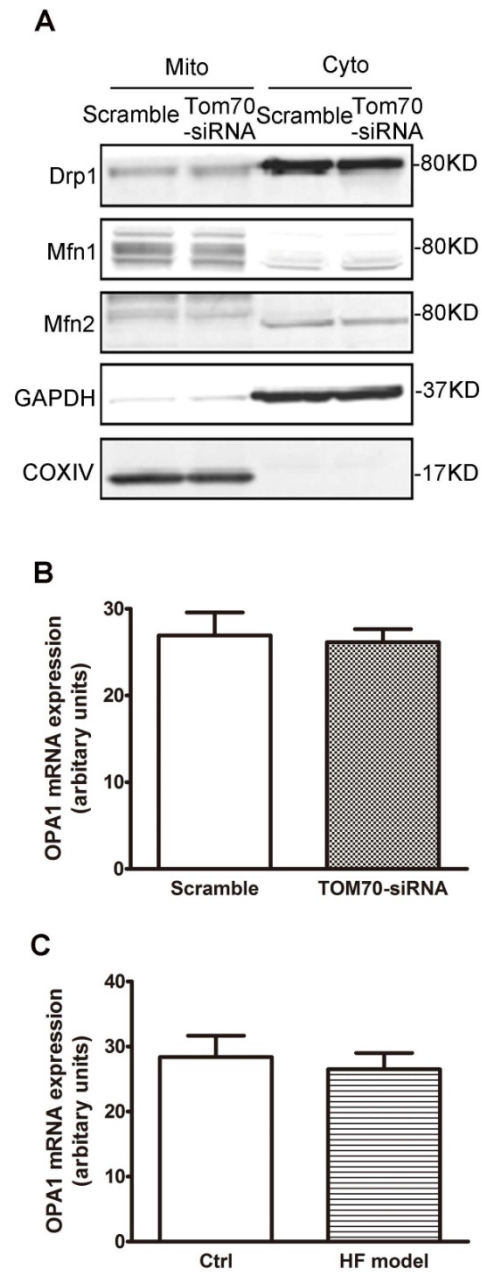 A
Mito Cyto
Scramble Tom70 -siRNA Scramble Tom70 -siRNA
Drp1 -80KD
Mfn1 -80KD
Mfn2 -80KD
GAPDH -37KD
COXIV -17KD
B
OPA1 mRNA expression
(arbitary units)
30
20
10
0
Scramble TOM70-siRNA
C
OPA1 mRNA expression
(arbitary units)
40
30
20
10
0
Ctrl HF model